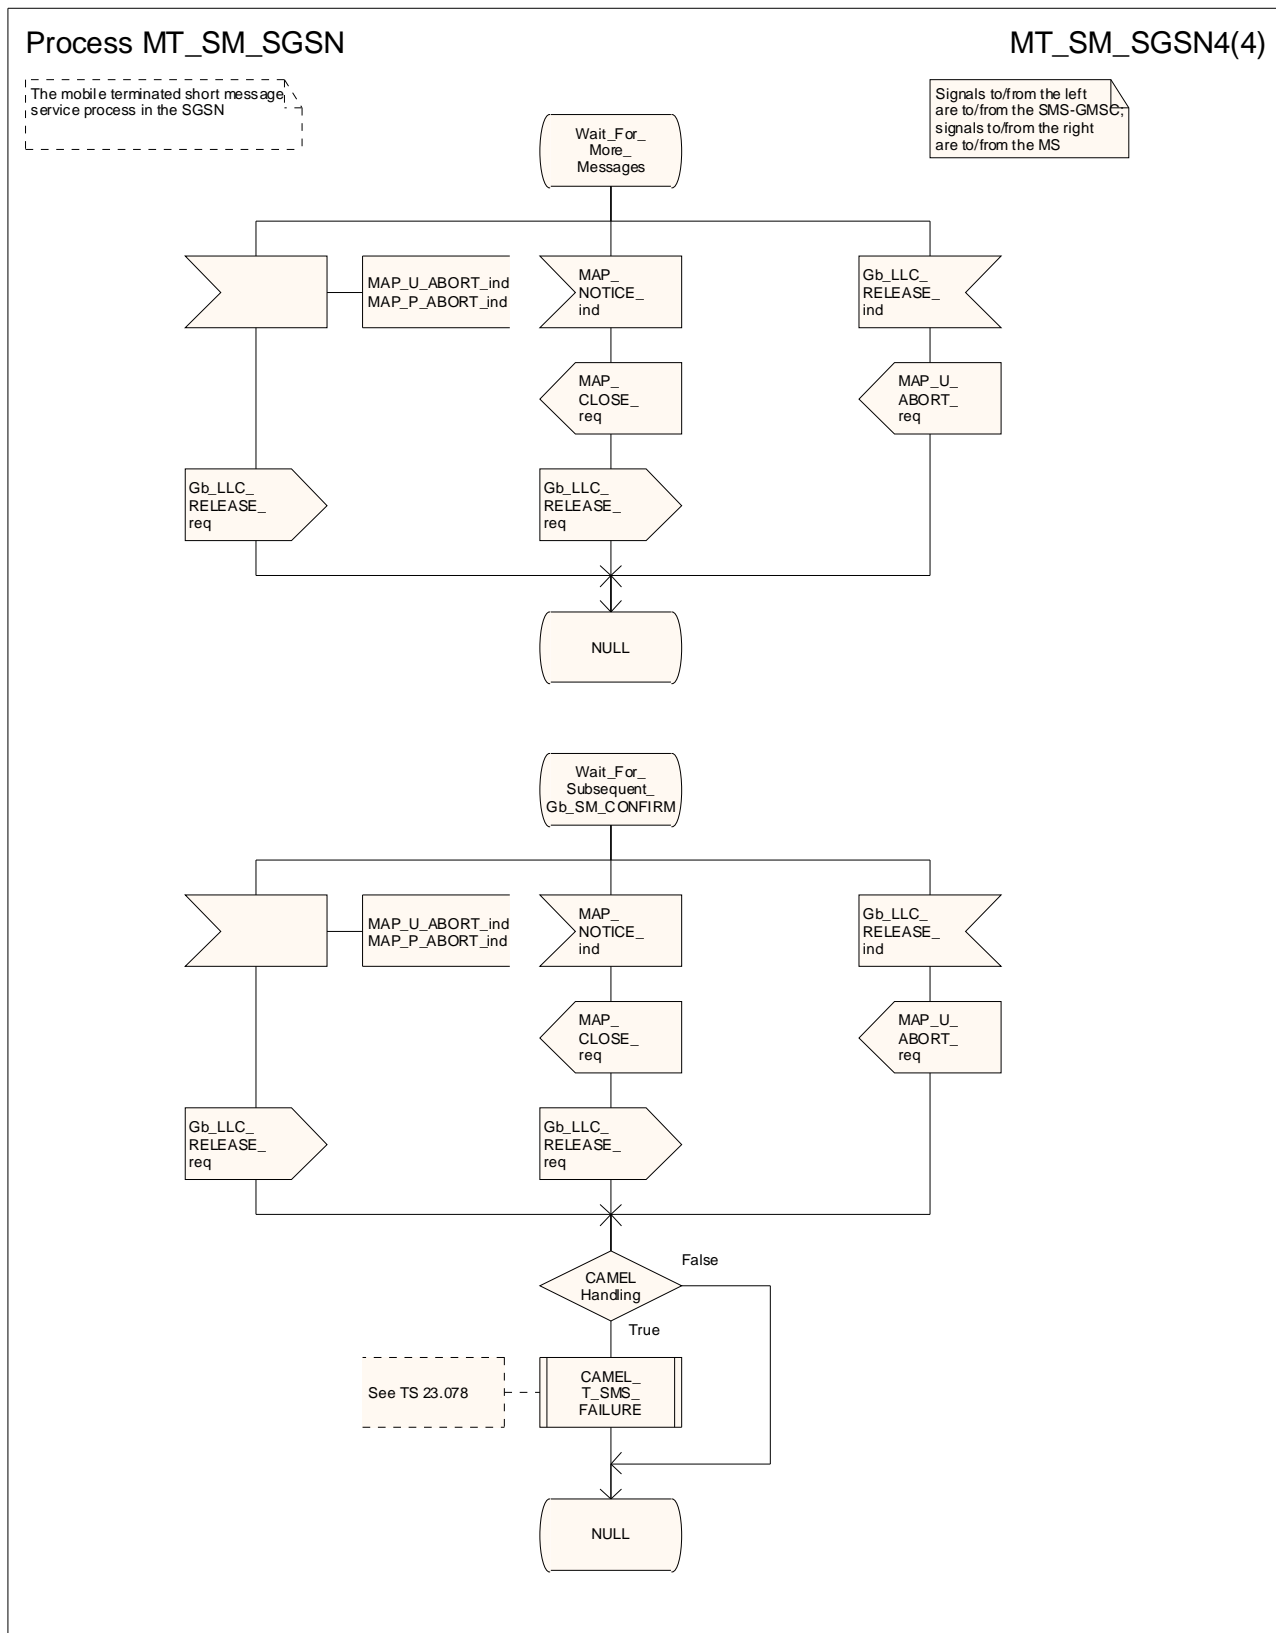 Process MT_SM_SGSN
MT_SM_SGSN4(4)
The mobile terminated short message
service process in the SGSN
Signals to/from the left
are to/from the SMS-GMSC;
signals to/from the right
are to/from the MS
Wait_For_
More_
Messages
MAP_U_ABORT_ind
MAP_P_ABORT_ind
MAP_
NOTICE_
ind
Gb_LLC_
RELEASE_
ind
MAP_
CLOSE_
req
MAP_U_
ABORT_
req
Gb_LLC_
RELEASE_
req
Gb_LLC_
RELEASE_
req
NULL
Wait_For_
Subsequent_
Gb_SM_CONFIRM
MAP_U_ABORT_ind
MAP_P_ABORT_ind
MAP_
NOTICE_
ind
Gb_LLC_
RELEASE_
ind
MAP_
CLOSE_
req
MAP_U_
ABORT_
req
Gb_LLC_
RELEASE_
req
Gb_LLC_
RELEASE_
req
False
CAMEL
Handling
True
See TS 23.078
CAMEL_
T_SMS_
FAILURE
NULL